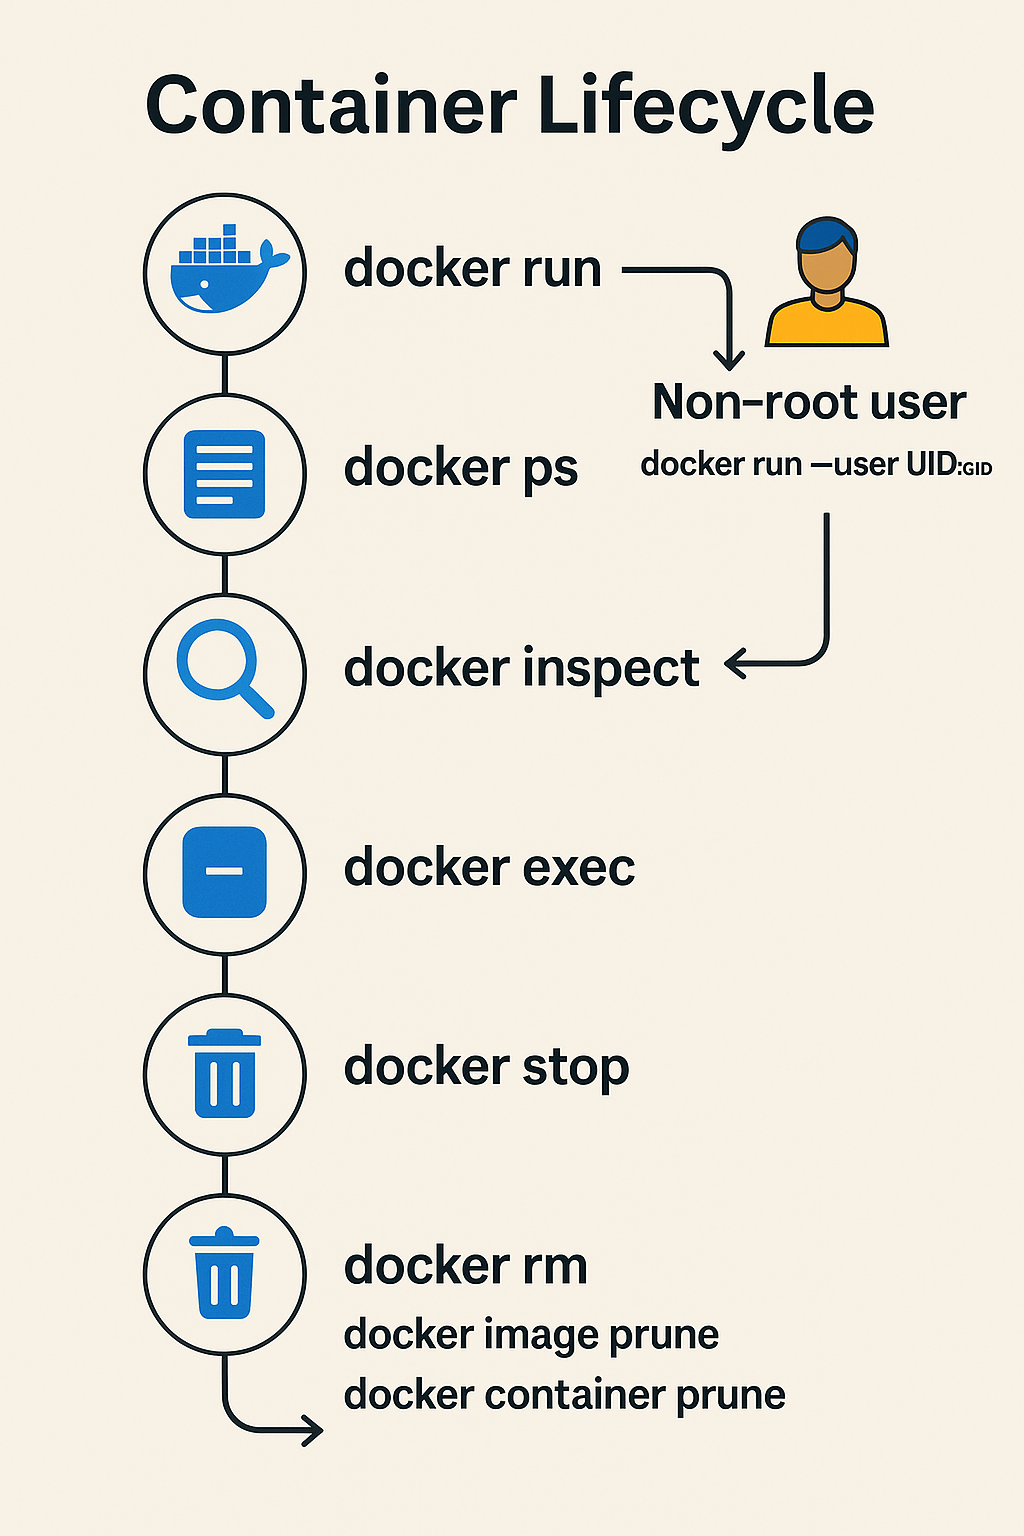 Container Lifecycle
docker run
Non-root user
docker run —user UID:GID
docker ps
docker inspect
docker exec
docker stop
docker rm
docker image prune
docker container prune